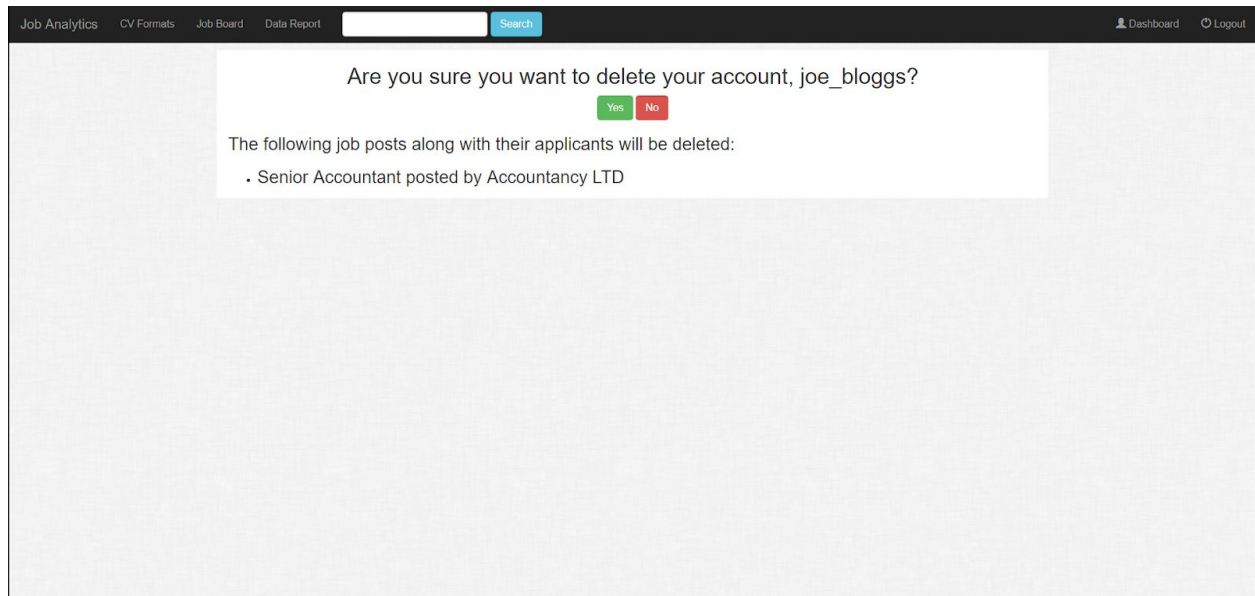 Job Analytics CV Formats Job Board Data Report Search Dashboard Logout
Are you sure you want to delete your account, joe_bloggs?
Yes No
The following job posts along with their applicants will be deleted:
• Senior Accountant posted by Accountancy LTD